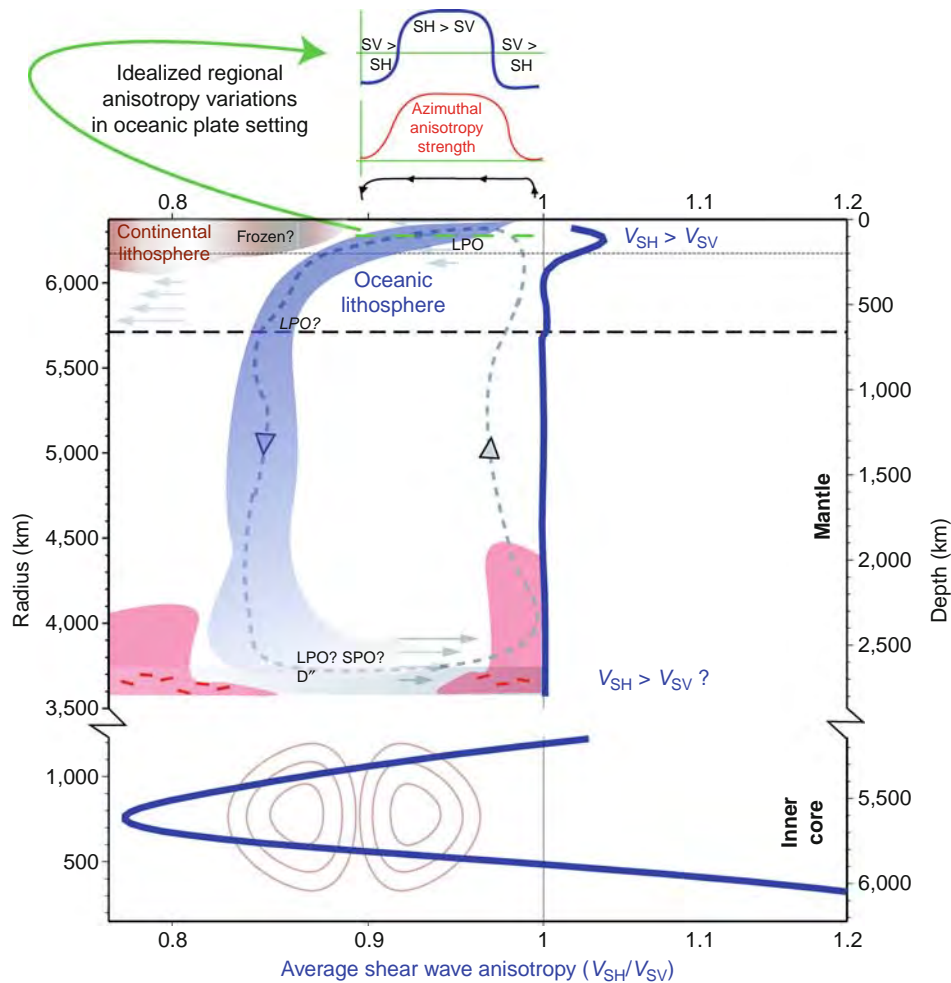 SH > SV
SV >
SH
SV >
SH
Idealized regional
anisotropy variations
in oceanic plate setting
Azimuthal
anisotropy
strength
0.8
0.9
1
1.1
1.2
Continental
lithosphere
Frozen?
LPO
V_SH > V_SV
Oceanic
lithosphere
LPO?
6,000
5,500
5,000
4,500
4,000
3,500
Radius (km)
0
500
1,000
1,500
2,000
2,500
Depth (km)
Mantle
LPO? SPO?
D″
V_SH > V_SV ?
1,000
500
5,500
6,000
Inner
core
0.8
0.9
1
1.1
1.2
Average shear wave anisotropy (V_SH/V_SV)